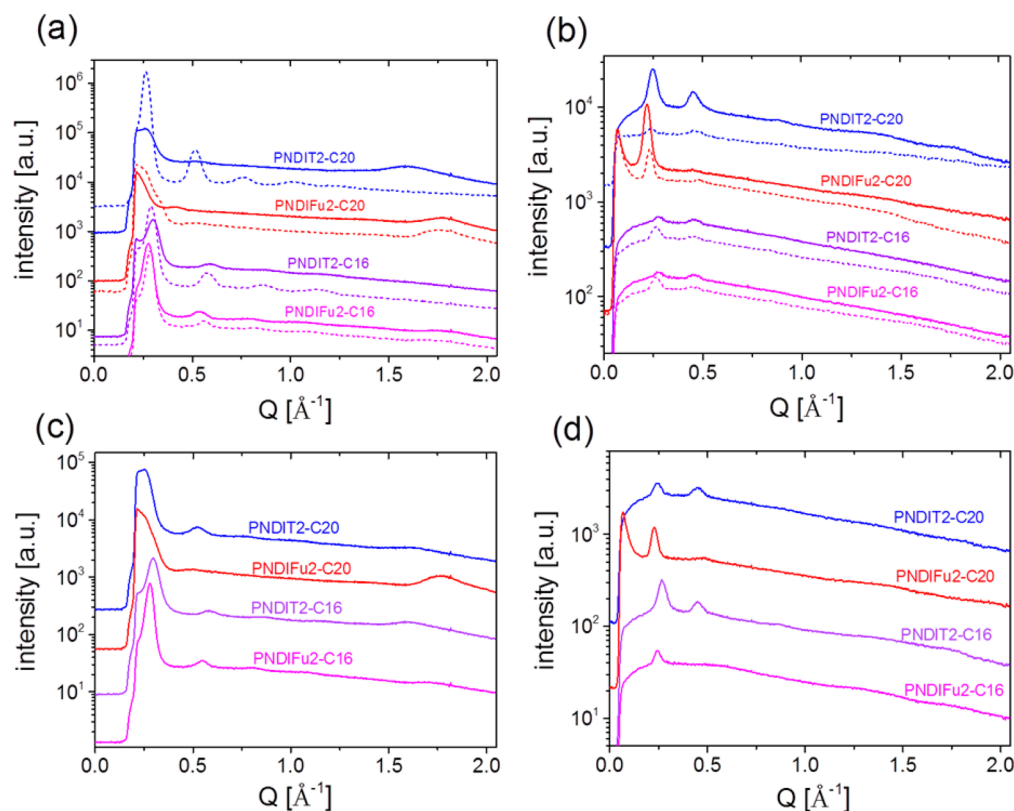 (a)
intensity [a.u.]
10⁶
10⁵
10⁴
10³
10²
10¹
PNDIT2-C20
PNDIFu2-C20
PNDIT2-C16
PNDIFu2-C16
0.0 0.5 1.0 1.5 2.0
Q [Å⁻¹]
(b)
intensity [a.u.]
10⁴
10³
10²
PNDIT2-C20
PNDIFu2-C20
PNDIT2-C16
PNDIFu2-C16
0.0 0.5 1.0 1.5 2.0
Q [Å⁻¹]
(c)
intensity [a.u.]
10⁵
10⁴
10³
10²
10¹
PNDIT2-C20
PNDIFu2-C20
PNDIT2-C16
PNDIFu2-C16
0.0 0.5 1.0 1.5 2.0
Q [Å⁻¹]
(d)
intensity [a.u.]
10³
10²
10¹
PNDIT2-C20
PNDIFu2-C20
PNDIT2-C16
PNDIFu2-C16
0.0 0.5 1.0 1.5 2.0
Q [Å⁻¹]